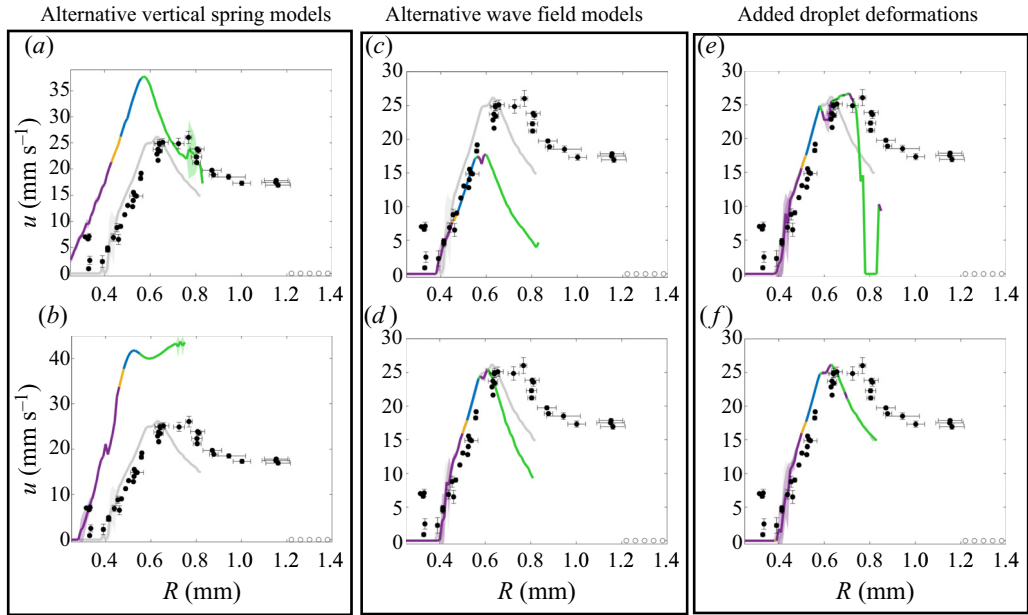 Alternative vertical spring models
Alternative wave field models
Added droplet deformations
(a)
(c)
(e)
u (mm s⁻¹)
35
30
25
20
15
10
5
0
0.4 0.6 0.8 1.0 1.2 1.4
30
25
20
15
10
5
0
0.4 0.6 0.8 1.0 1.2 1.4
30
25
20
15
10
5
0
0.4 0.6 0.8 1.0 1.2 1.4
(b)
(d)
(f)
u (mm s⁻¹)
40
30
20
10
0
0.4 0.6 0.8 1.0 1.2 1.4
R (mm)
30
25
20
15
10
5
0
0.4 0.6 0.8 1.0 1.2 1.4
R (mm)
30
25
20
15
10
5
0
0.4 0.6 0.8 1.0 1.2 1.4
R (mm)